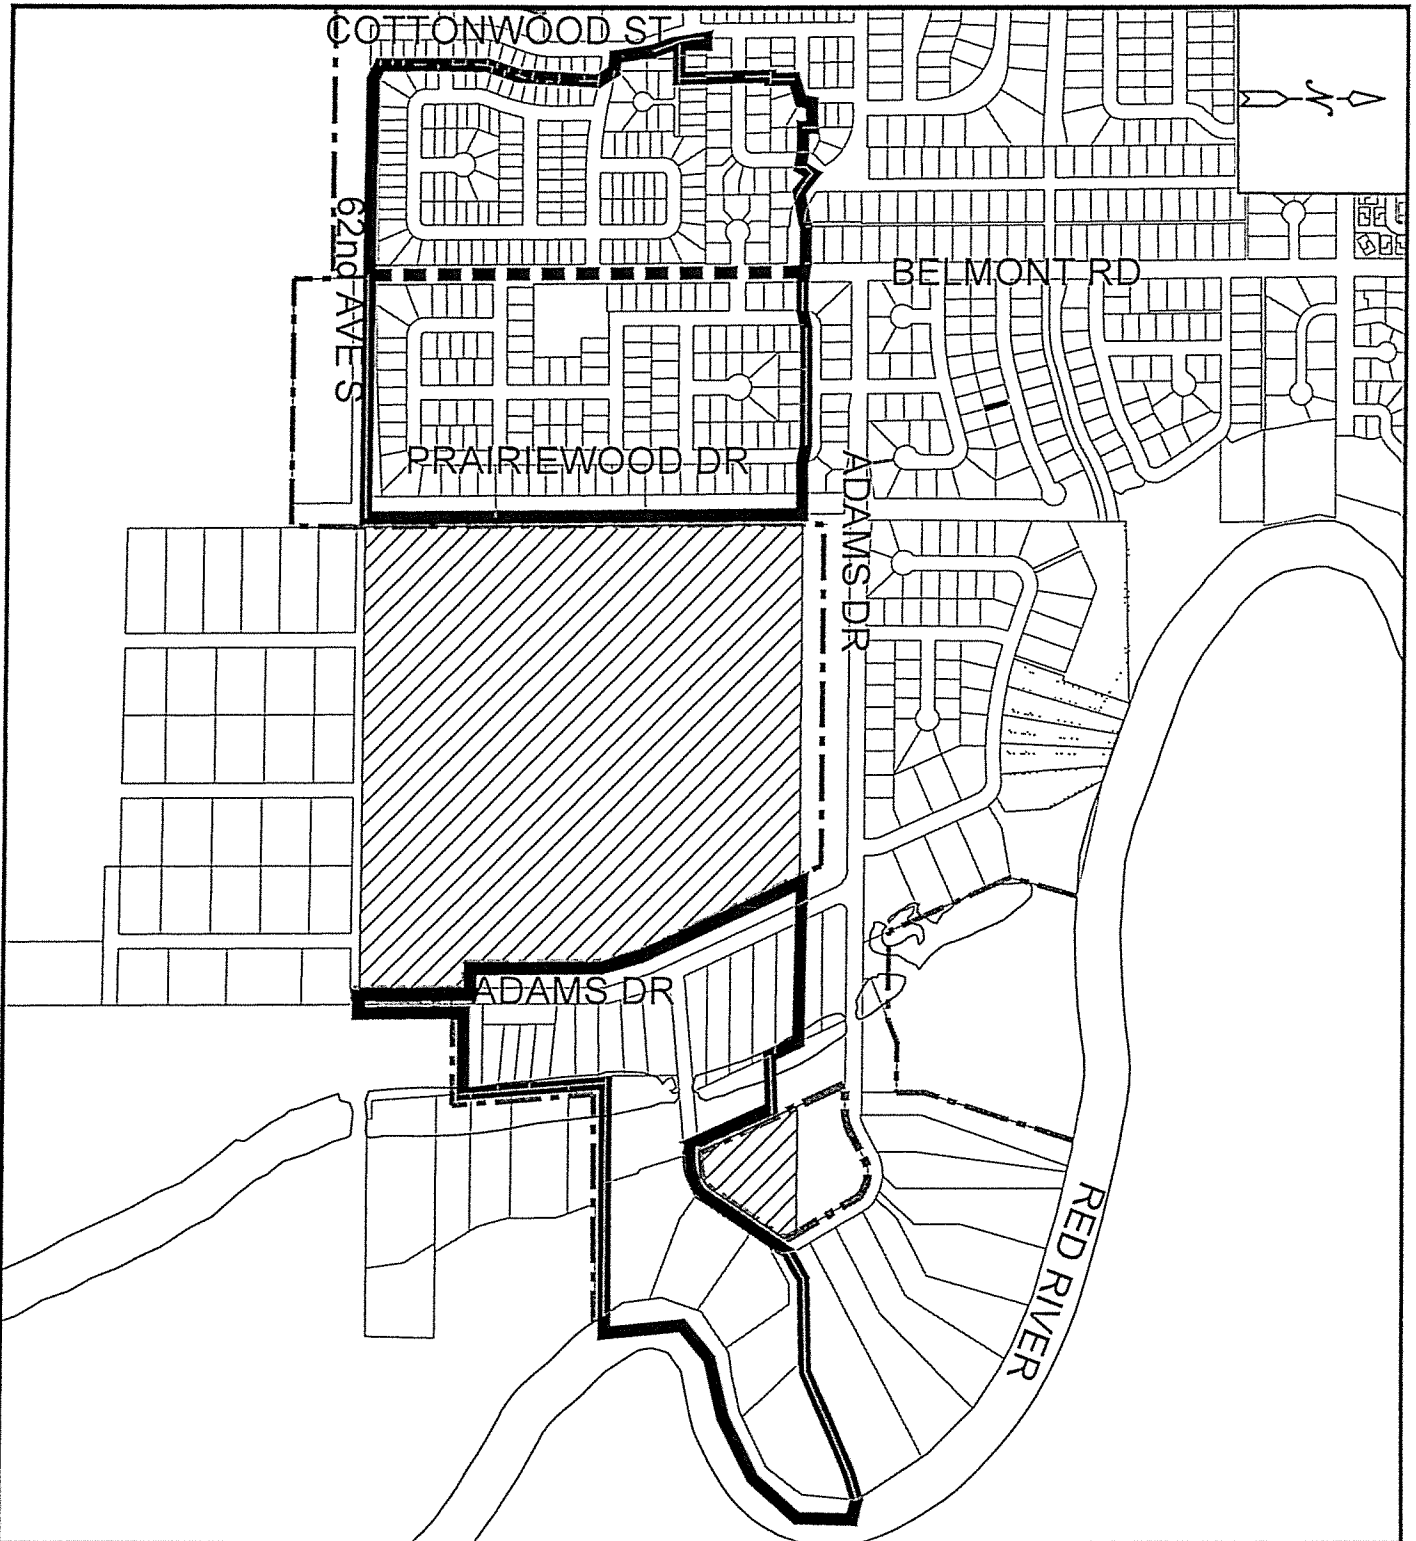 COTTONWOOD ST
N
62nd AVE S
BELMONT RD
PRAIRIEWOOD DR
ADAMS DR
ADAMS DR
RED RIVER